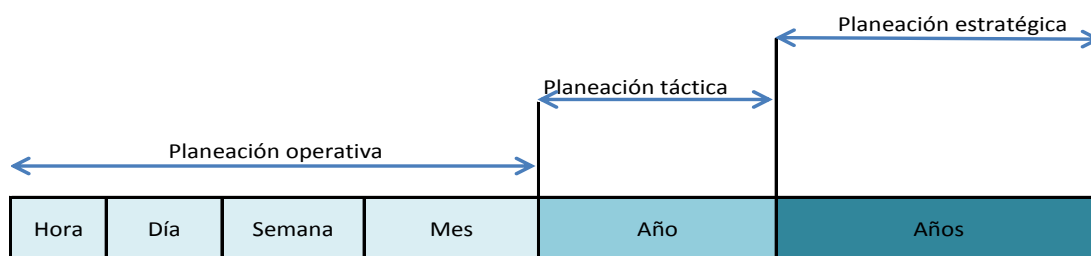 Planeación estratégica
Planeación táctica
Planeación operativa
Hora Día Semana Mes Año Años